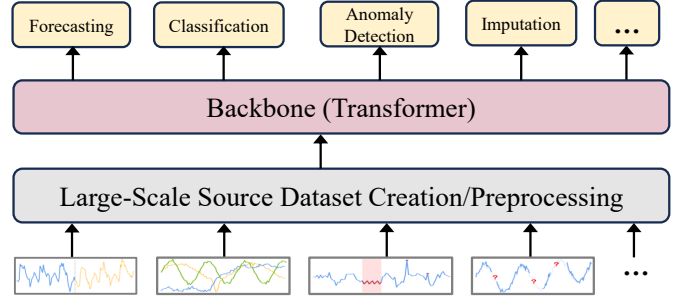 Forecasting
Classification
Anomaly
Detection
Imputation
...
Backbone (Transformer)
Large-Scale Source Dataset Creation/Preprocessing
? ? ?
...